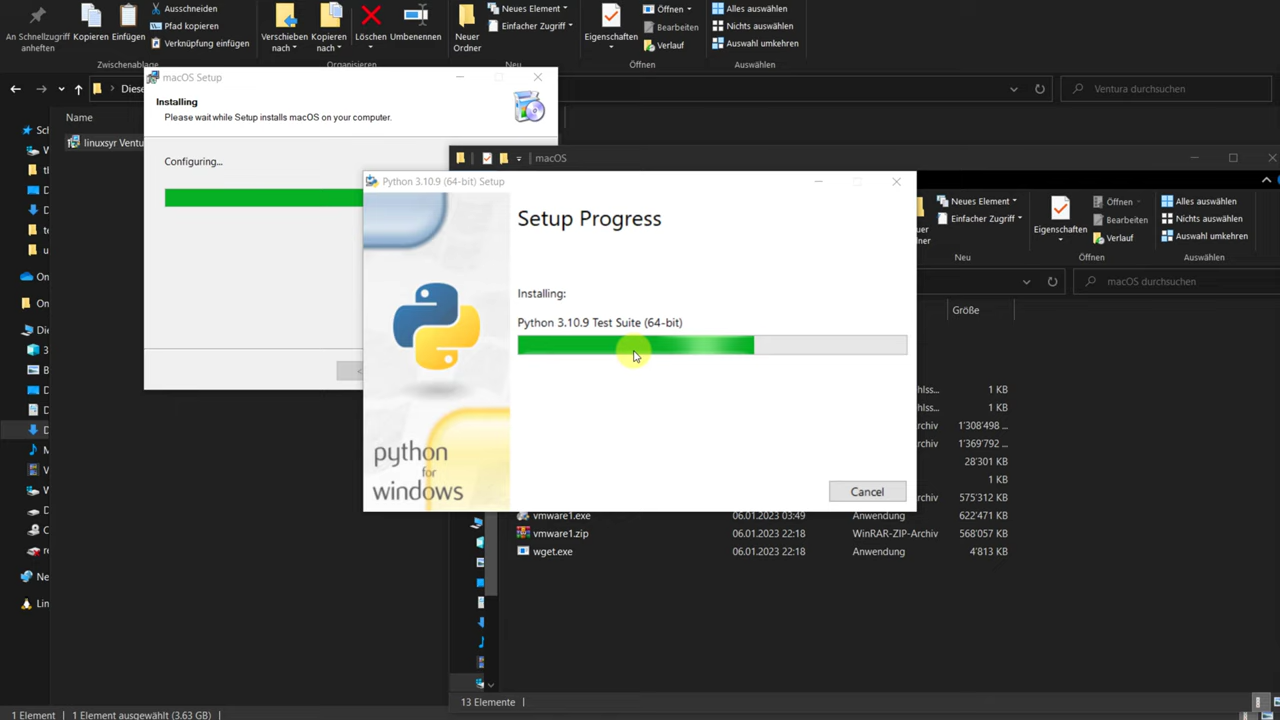 An Schnellzugriff
anheften
Kopieren
Einfügen
Ausschneiden
Pfad kopieren
Verknüpfung einfügen
Zwischenablage
Verschieben
nach
Kopieren
nach
Löschen
Umbenennen
Organisieren
Neuer
Ordner
Neues Element
Einfacher Zugriff
Neu
Eigenschaften
Öffnen
Bearbeiten
Verlauf
Öffnen
Alles auswählen
Nichts auswählen
Auswahl umkehren
Auswählen
Diese
Ventura durchsuchen
Name
linuxsyr Ventu
macOS Setup
Installing
Please wait while Setup installs macOS on your computer.
Configuring...
macOS
Neues Element
Einfacher Zugriff
Neu
Eigenschaften
Öffnen
Bearbeiten
Verlauf
Öffnen
Alles auswählen
Nichts auswählen
Auswahl umkehren
Auswählen
macOS durchsuchen
Größe
Python 3.10.9 (64-bit) Setup
Setup Progress
Installing:
Python 3.10.9 Test Suite (64-bit)
python
for
windows
Cancel
hlss... 1 KB
hlss... 1 KB
Archiv 1'308'498 ...
Archiv 1'369'792 ...
28'301 KB
1 KB
Archiv 575'312 KB
vmware1.exe 06.01.2023 03:49 Anwendung 622'471 KB
vmware1.zip 06.01.2023 22:18 WinRAR-ZIP-Archiv 568'057 KB
wget.exe 06.01.2023 22:18 Anwendung 4'813 KB
13 Elemente
1 Element
1 Element ausgewählt (3.63 GB)